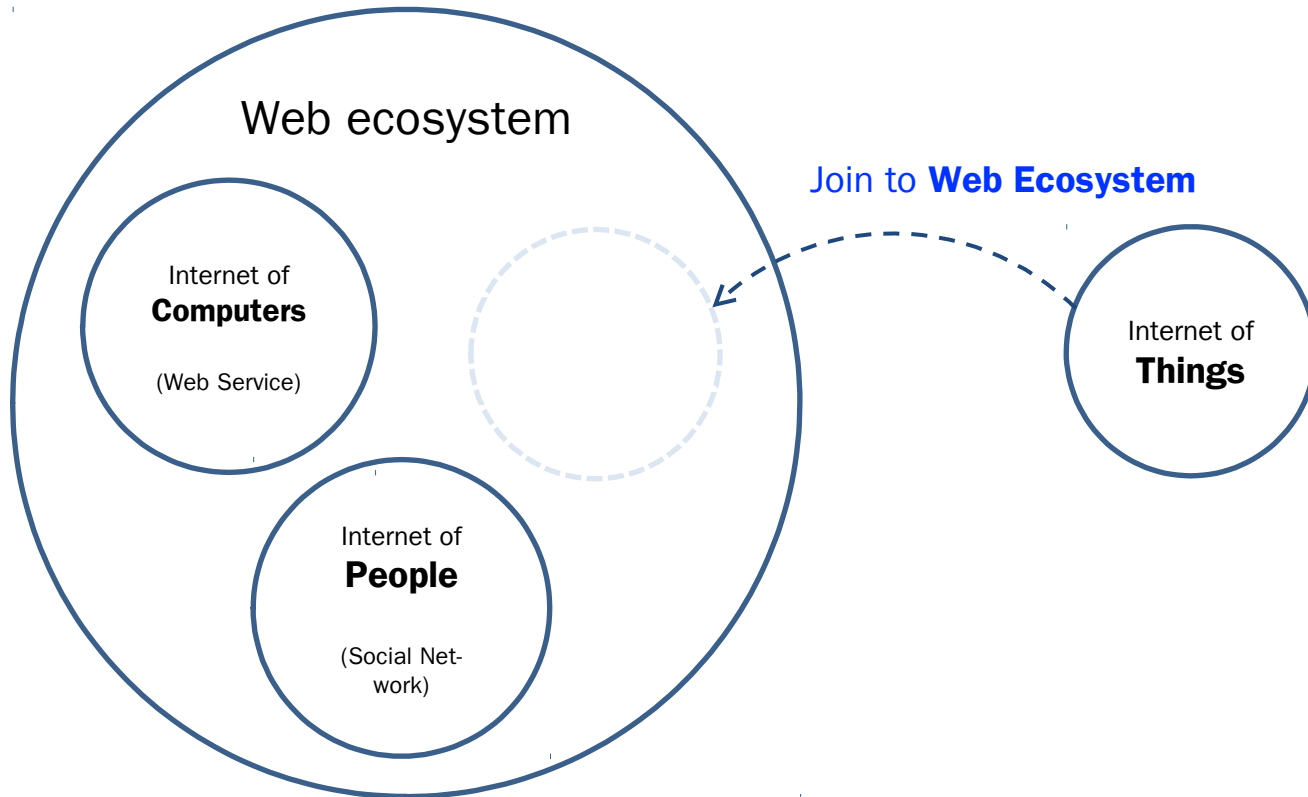 Web ecosystem
Join to Web Ecosystem
Internet of
Computers
(Web Service)
Internet of
Things
Internet of
People
(Social Net-
work)